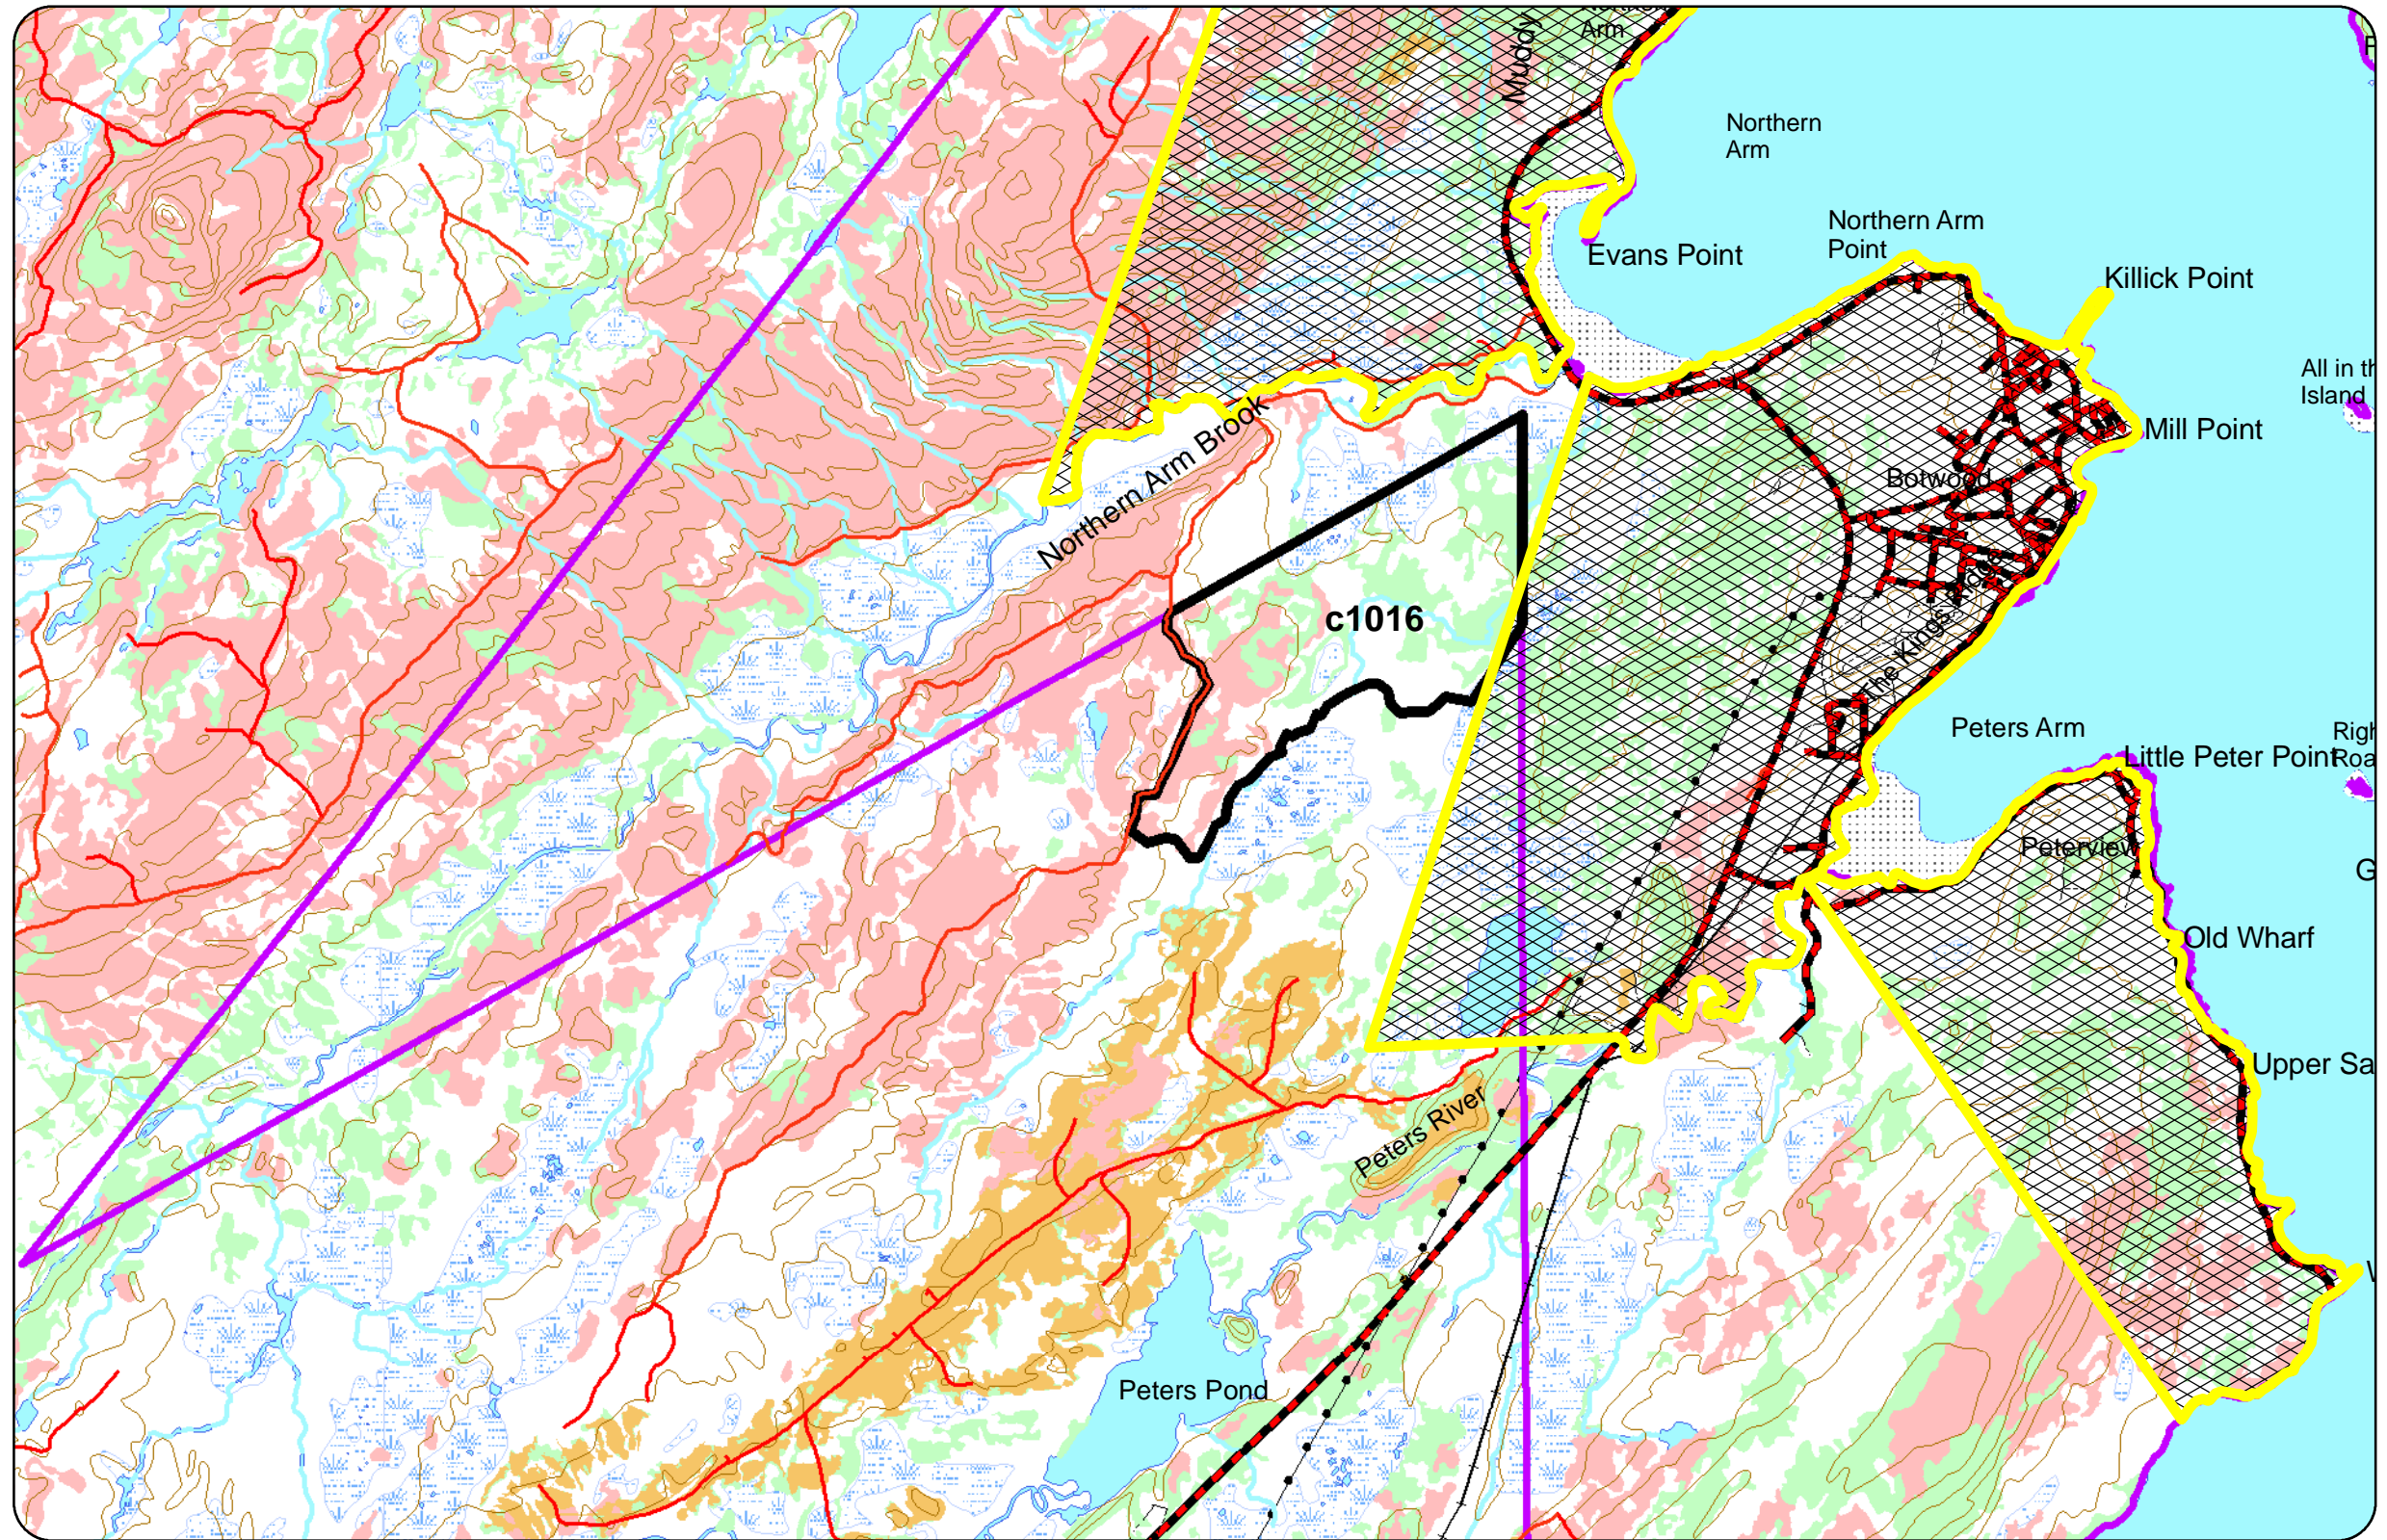 Muddy
Northern
Arm
Northern
Arm
Northern Arm
Point
Evans Point
Killick Point
All in th
Island
Mill Point
Northern Arm Brook
Botwood
c1016
The Kings Ridge
Peters Arm
Little Peter Point
Righ
Roa
Peterview
G
Old Wharf
Upper Sa
Peters River
Peters Pond